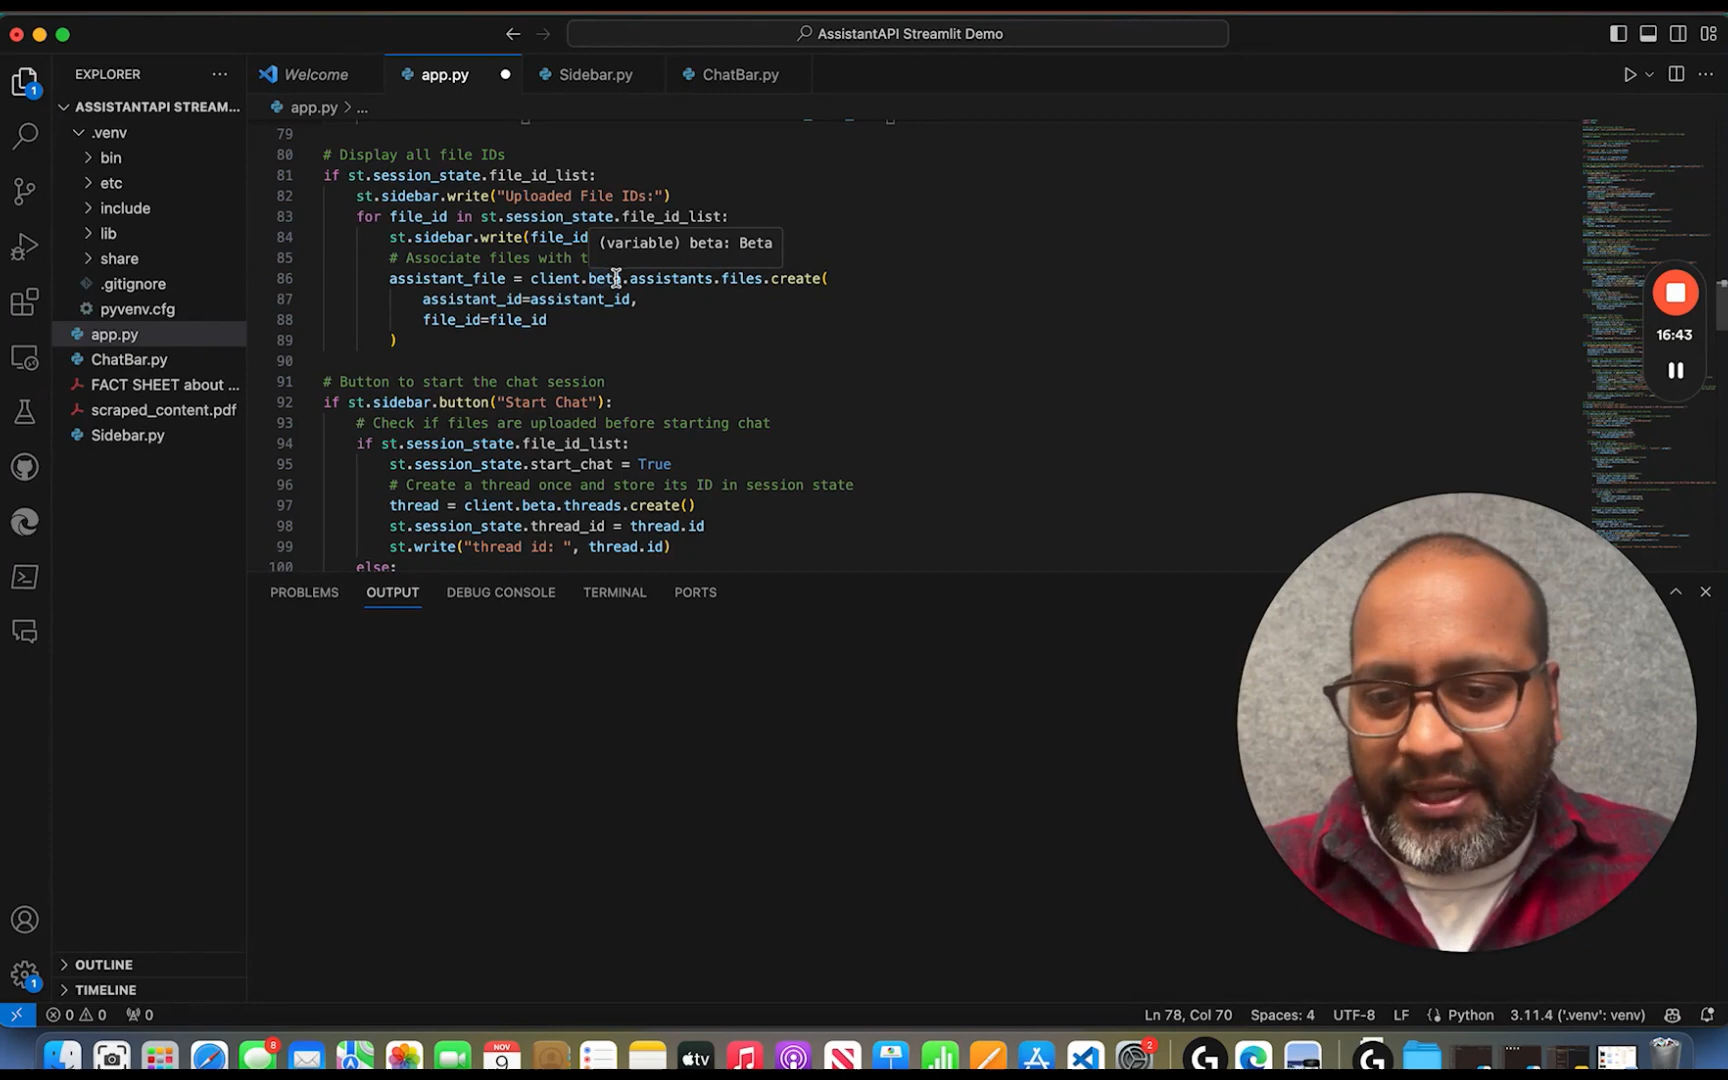 AssistantAPI Streamlit Demo
EXPLORER
Welcome
app.py
Sidebar.py
ChatBar.py
1
ASSISTANTAPI STREAM...
app.py > ...
.venv
bin
etc
include
lib
share
.gitignore
pyvenv.cfg
app.py
ChatBar.py
FACT SHEET about ...
scraped_content.pdf
Sidebar.py
79
80 # Display all file IDs
81 if st.session_state.file_id_list:
82 st.sidebar.write("Uploaded File IDs:")
83 for file_id in st.session_state.file_id_list:
84 st.sidebar.write(file_id
(variable) beta: Beta
85 # Associate files with t
86 assistant_file = client.beta.assistants.files.create(
87 assistant_id=assistant_id,
88 file_id=file_id
89 )
90
91 # Button to start the chat session
92 if st.sidebar.button("Start Chat"):
93 # Check if files are uploaded before starting chat
94 if st.session_state.file_id_list:
95 st.session_state.start_chat = True
96 # Create a thread once and store its ID in session state
97 thread = client.beta.threads.create()
98 st.session_state.thread_id = thread.id
99 st.write("thread id: ", thread.id)
100 else:
16:43
PROBLEMS OUTPUT DEBUG CONSOLE TERMINAL PORTS
OUTLINE
TIMELINE
1
0 0 0
Ln 78, Col 70 Spaces: 4 UTF-8 LF Python 3.11.4 ('.venv': venv)
8
NOV
9
tv
2